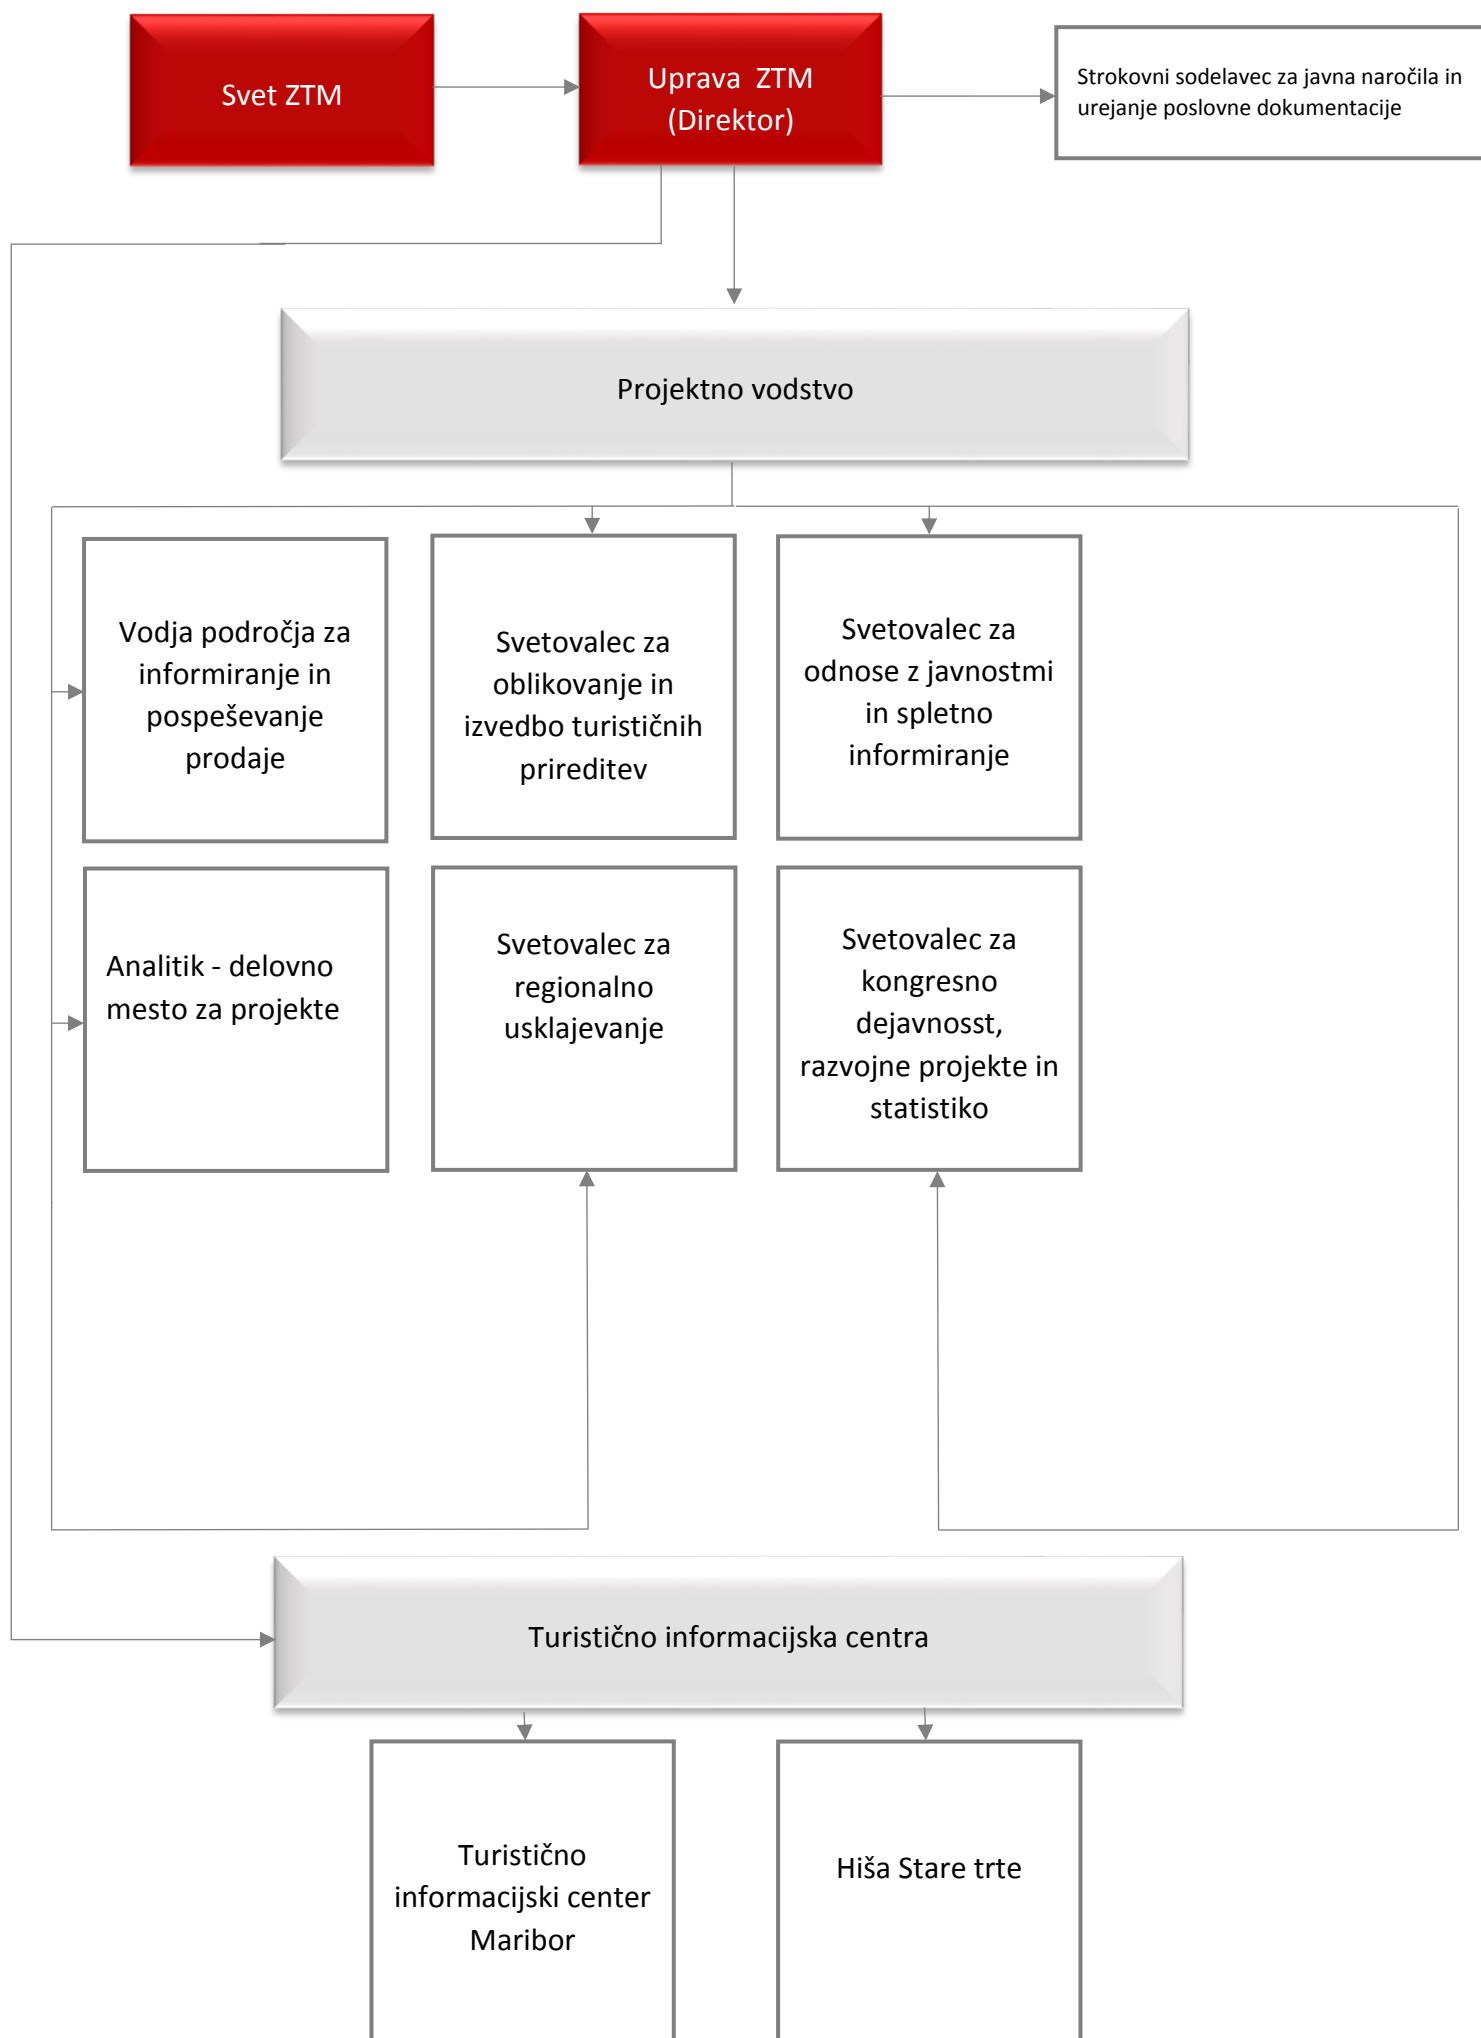 Svet ZTM
Uprava ZTM
(Direktor)
Strokovni sodelavec za javna naročila in
urejanje poslovne dokumentacije
Projektno vodstvo
Vodja področja za
informiranje in
pospeševanje
prodaje
Svetovalec za
oblikovanje in
izvedbo turističnih
prireditev
Svetovalec za
odnose z javnostmi
in spletno
informiranje
Analitik - delovno
mesto za projekte
Svetovalec za
regionalno
usklajevanje
Svetovalec za
kongresno
dejavnosst,
razvojne projekte in
statistiko
Turistično informacijska centra
Turistično
informacijski center
Maribor
Hiša Stare trte